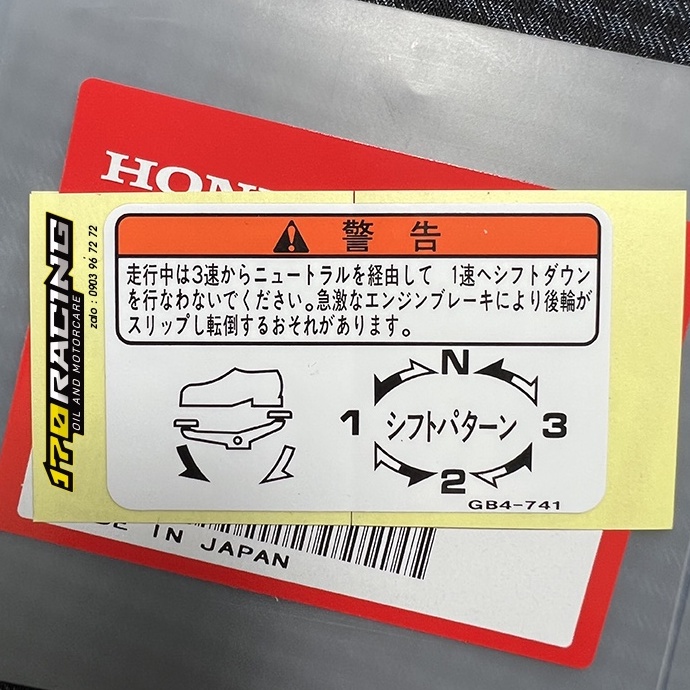 HON
警告
走行中は3速からニュートラルを経由して 1速へシフトダウン
を行なわないでください。急激なエンジンブレーキにより後輪が
スリップし転倒するおそれがあります。
N
1 シフトパターン 3
2
GB4-741
IN JAPAN
170RACING
OIL AND MOTORCARE
zalo : 0903 96 72 72